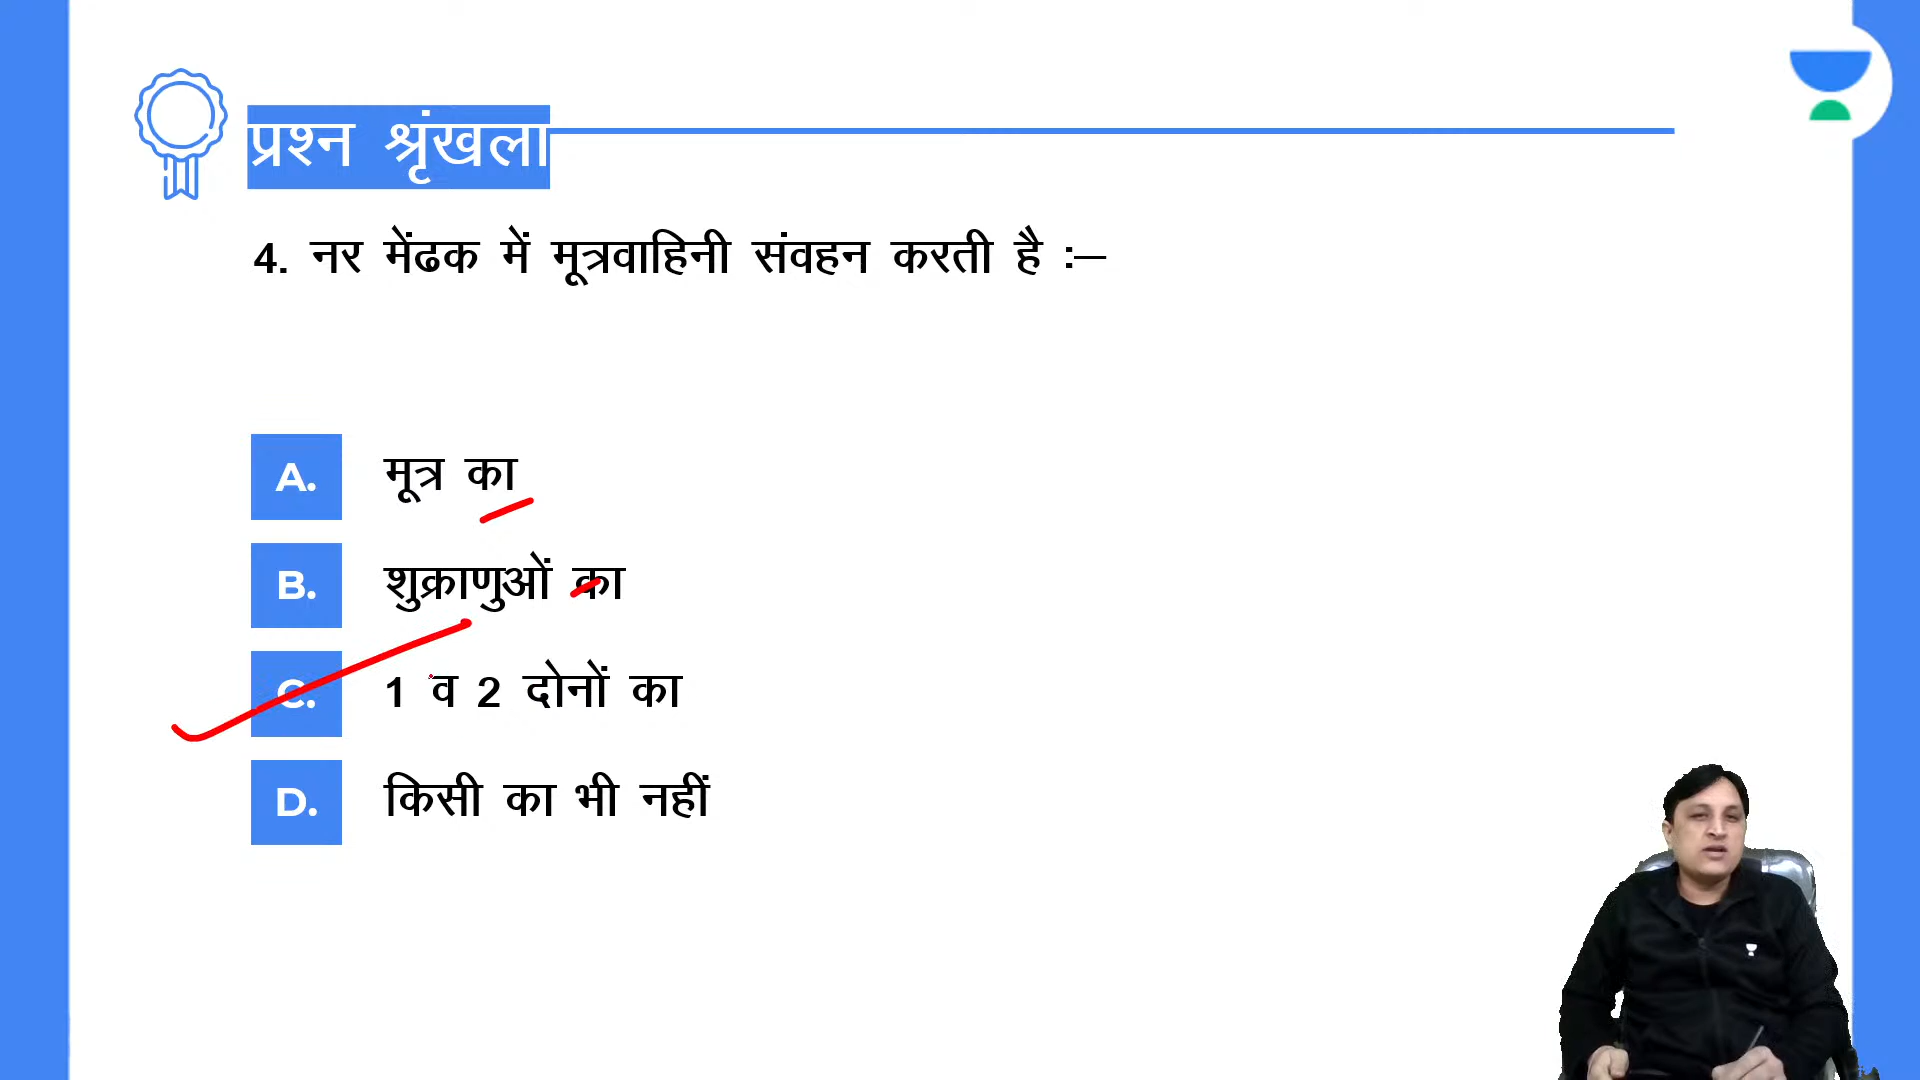 प्रश्न श्रृंखला
4. नर मेंढक में मूत्रवाहिनी संवहन करती है :–
A. मूत्र का
B. शुक्राणुओं का
C. 1 व 2 दोनों का
D. किसी का भी नहीं